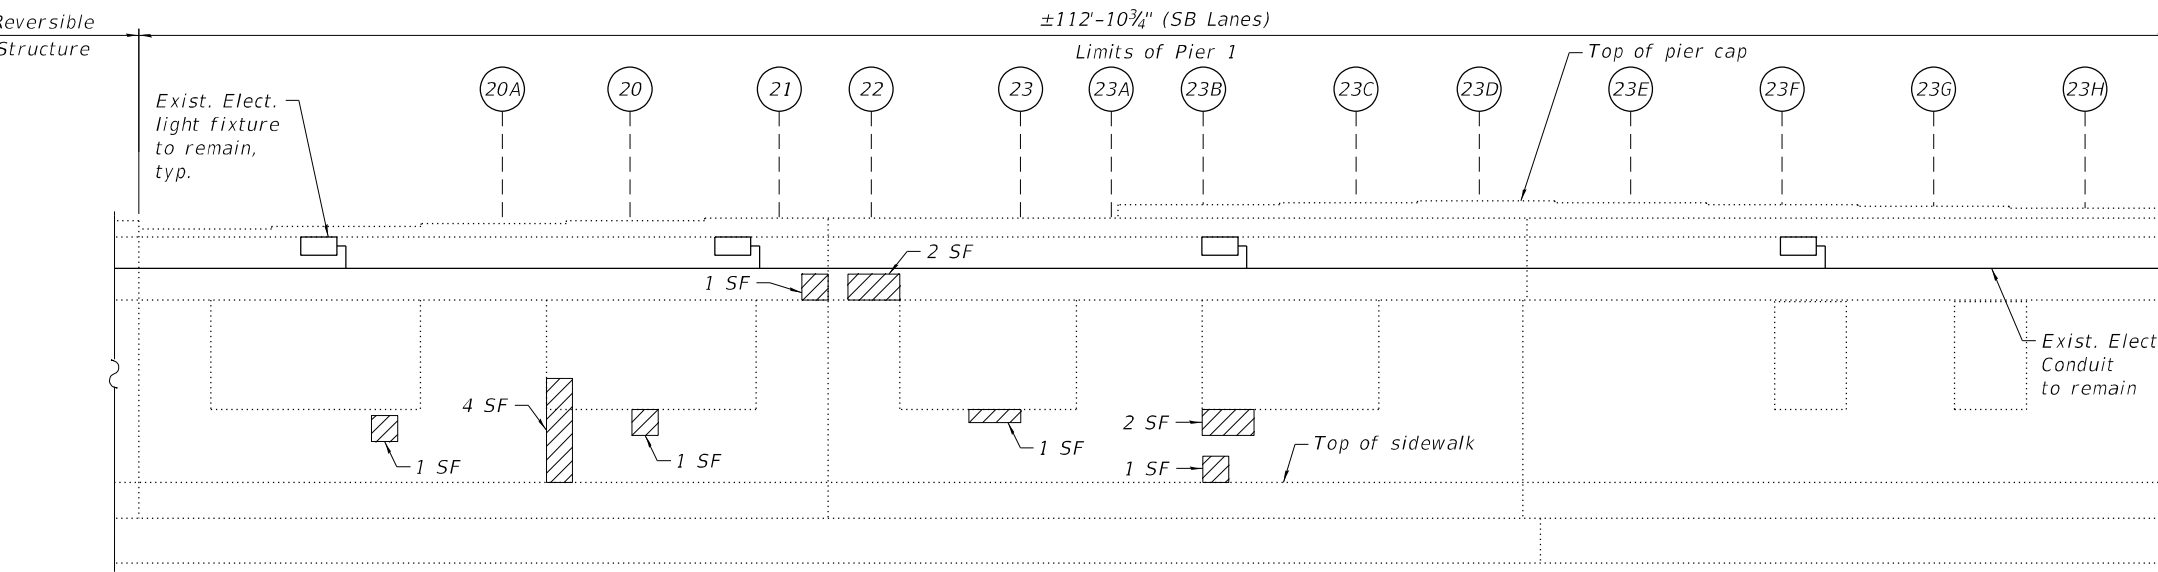 Reversible
Structure
±112'-10¾" (SB Lanes)
Limits of Pier 1
Top of pier cap
20A
20
21
22
23
23A
23B
23C
23D
23E
23F
23G
23H
Exist. Elect.
light fixture
to remain,
typ.
2 SF
1 SF
Exist. Elect
Conduit
to remain
4 SF
1 SF
1 SF
1 SF
2 SF
1 SF
Top of sidewalk